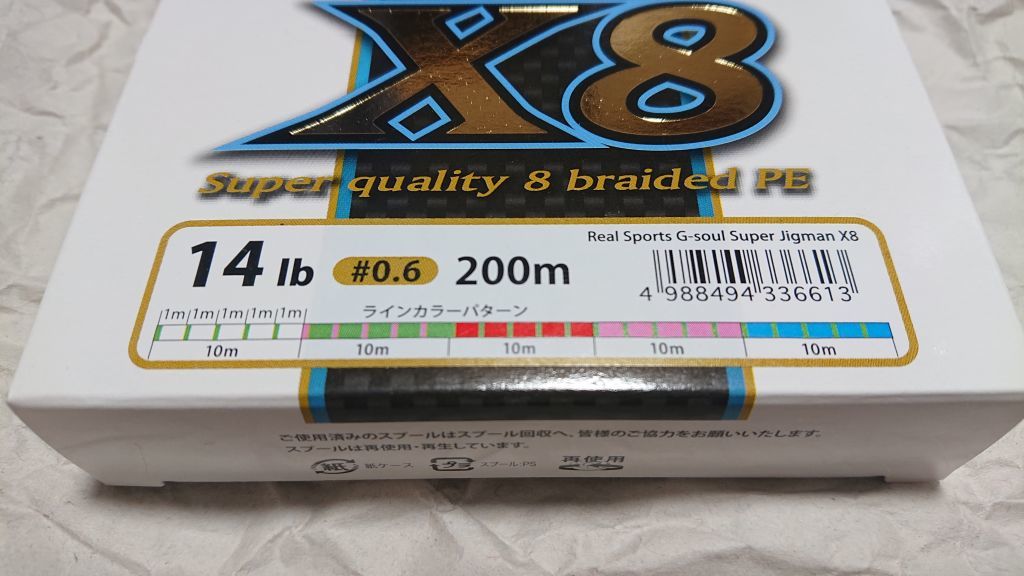 X8
Super quality 8 braided PE
Real Sports G-soul Super Jigman X8
14 lb #0.6 200m
4 988494 336613
ラインカラーパターン
1m 1m 1m 1m 1m
10m 10m 10m 10m 10m
ご使用済みのスプールはスプール回収へ、皆様のご協力をお願いいたします。
スプールは再使用・再生しています。
紙 紙ケース プラ スプール:PS 再使用